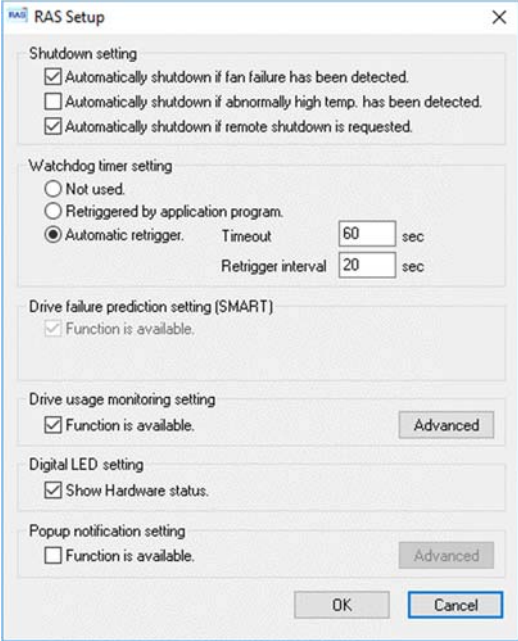 RAS RAS Setup
Shutdown setting
Automatically shutdown if fan failure has been detected.
Automatically shutdown if abnormally high temp. has been detected.
Automatically shutdown if remote shutdown is requested.
Watchdog timer setting
Not used.
Retriggered by application program.
Automatic retrigger. Timeout 60 sec
Retrigger interval 20 sec
Drive failure prediction setting (SMART)
Function is available.
Drive usage monitoring setting
Function is available. Advanced
Digital LED setting
Show Hardware status.
Popup notification setting
Function is available. Advanced
OK Cancel